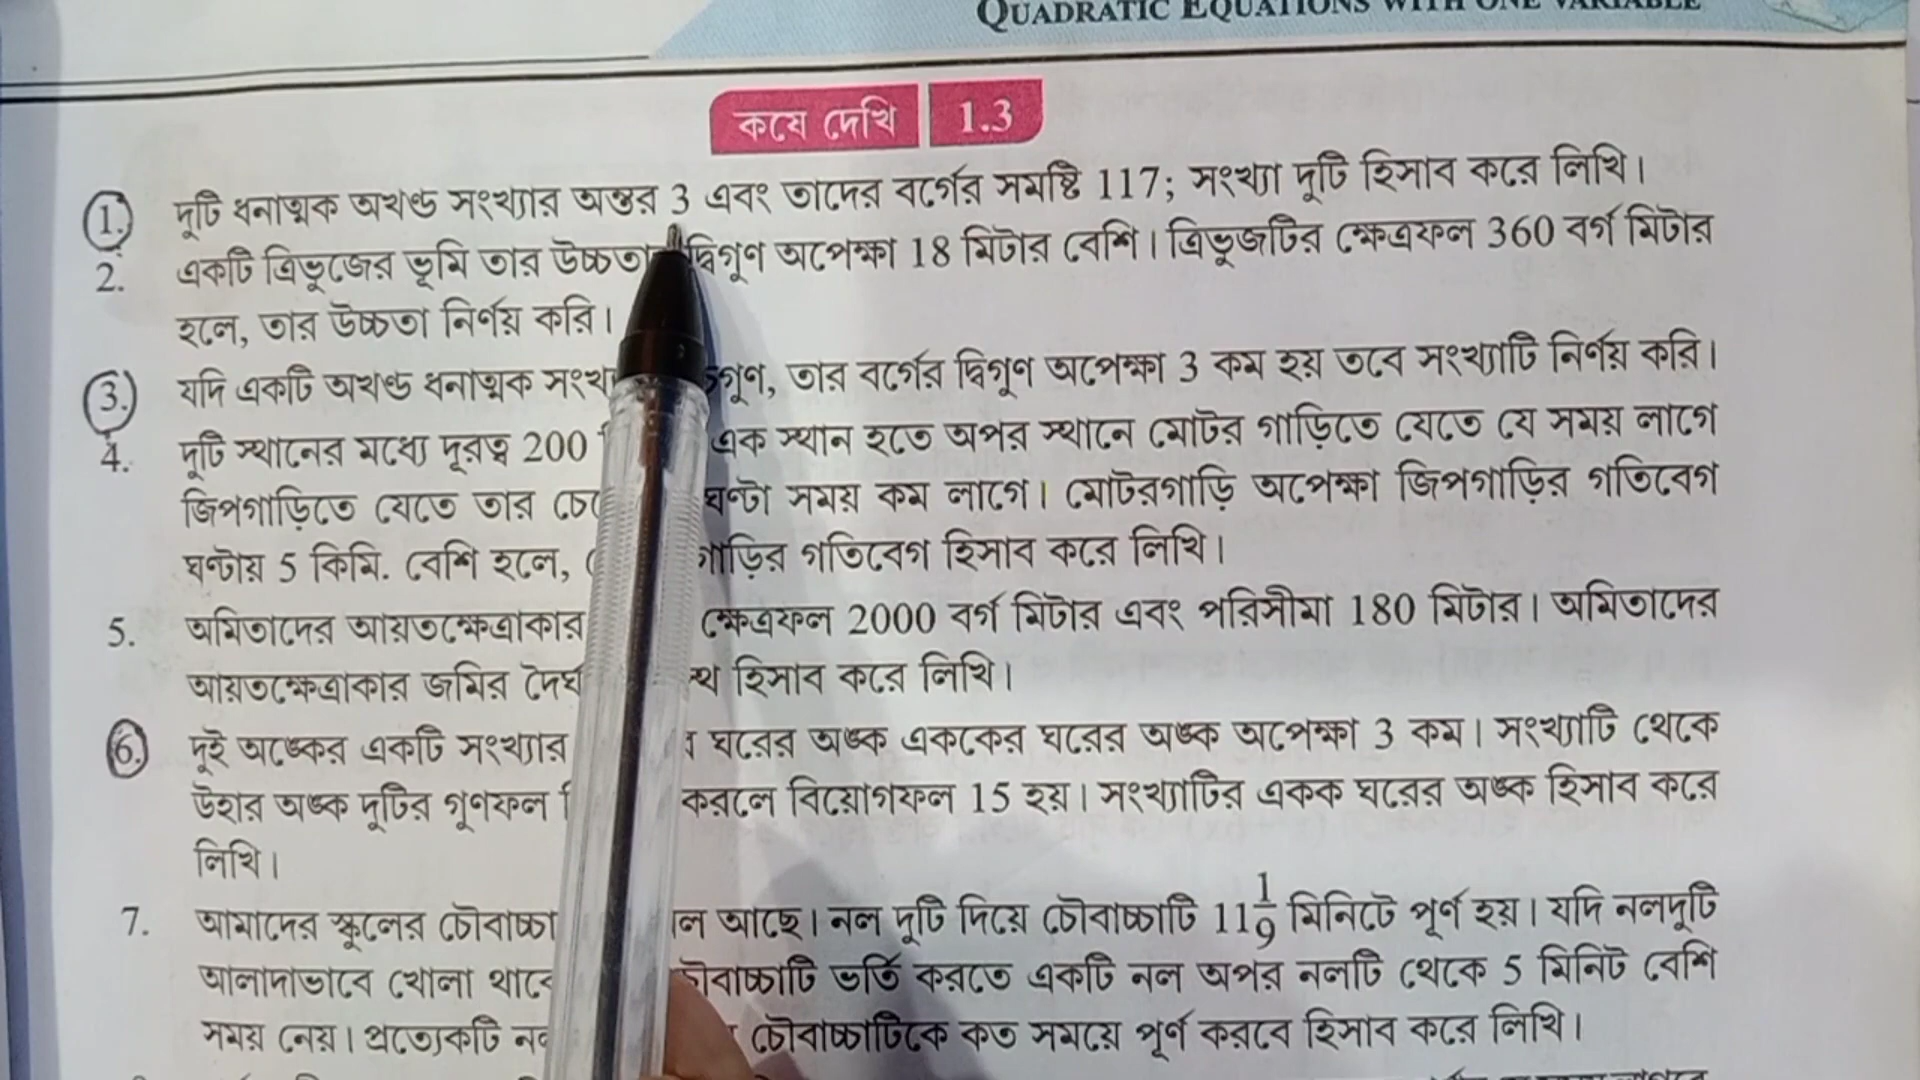 QUADRATIC EQUATIONS WITH ONE VARIABLE
কষে দেখি 1.3
1. দুটি ধনাত্মক অখণ্ড সংখ্যার অন্তর 3 এবং তাদের বর্গের সমষ্টি 117; সংখ্যা দুটি হিসাব করে লিখি।
2. একটি ত্রিভুজের ভূমি তার উচ্চতার দ্বিগুণ অপেক্ষা 18 মিটার বেশি। ত্রিভুজটির ক্ষেত্রফল 360 বর্গ মিটার
হলে, তার উচ্চতা নির্ণয় করি।
3. যদি একটি অখণ্ড ধনাত্মক তার বর্গের দ্বিগুণ অপেক্ষা 3 কম হয় তবে সংখ্যাটি নির্ণয় করি।
4. দুটি স্থানের মধ্যে দূরত্ব 200 এক স্থান হতে অপর স্থানে মোটর গাড়িতে যেতে যে সময় লাগে
জিপগাড়িতে যেতে তার ঘণ্টা সময় কম লাগে। মোটরগাড়ি অপেক্ষা জিপগাড়ির গতিবেগ
ঘণ্টায় 5 কিমি. বেশি হলে, গাড়ির গতিবেগ হিসাব করে লিখি।
5. অমিতাদের আয়তক্ষেত্রাকার ক্ষেত্রফল 2000 বর্গ মিটার এবং পরিসীমা 180 মিটার। অমিতাদের
আয়তক্ষেত্রাকার জমির হিসাব করে লিখি।
6. দুই অঙ্কের একটি সংখ্যার ঘরের অঙ্ক এককের ঘরের অঙ্ক অপেক্ষা 3 কম। সংখ্যাটি থেকে
উহার অঙ্ক দুটির গুণফল করলে বিয়োগফল 15 হয়। সংখ্যাটির একক ঘরের অঙ্ক হিসাব করে
লিখি।
7. আমাদের স্কুলের আছে। নল দুটি দিয়ে চৌবাচ্চাটি 11 1/9 মিনিটে পূর্ণ হয়। যদি নলদুটি
আলাদাভাবে খোলা চৌবাচ্চাটি ভর্তি করতে একটি নল অপর নলটি থেকে 5 মিনিট বেশি
সময় নেয়। প্রত্যেকটি চৌবাচ্চাটিকে কত সময়ে পূর্ণ করবে হিসাব করে লিখি।